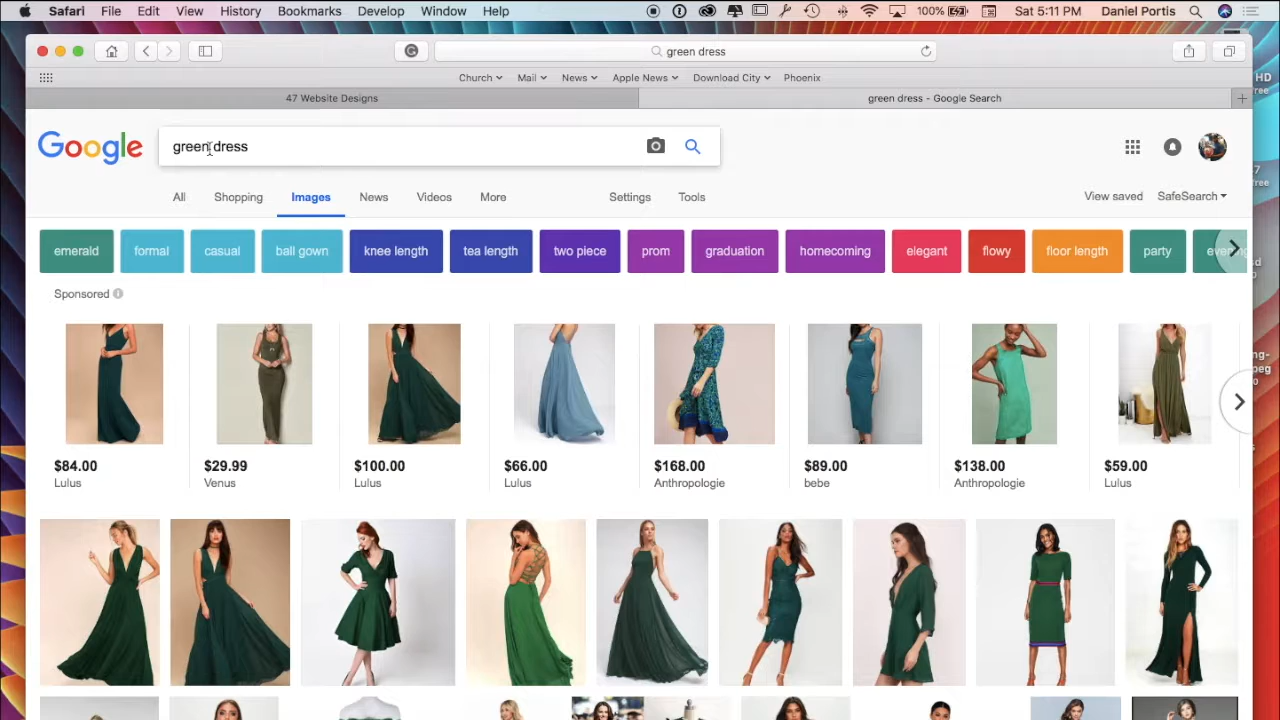 Safari File Edit View History Bookmarks Develop Window Help 100% Sat 5:11 PM Daniel Portis
green dress
Church Mail News Apple News Download City Phoenix
47 Website Designs green dress - Google Search
Google green dress
All Shopping Images News Videos More Settings Tools View saved SafeSearch
emerald formal casual ball gown knee length tea length two piece prom graduation homecoming elegant flowy floor length party
Sponsored
$84.00 $29.99 $100.00 $66.00 $168.00 $89.00 $138.00 $59.00
Lulus Venus Lulus Lulus Anthropologie bebe Anthropologie Lulus
HD